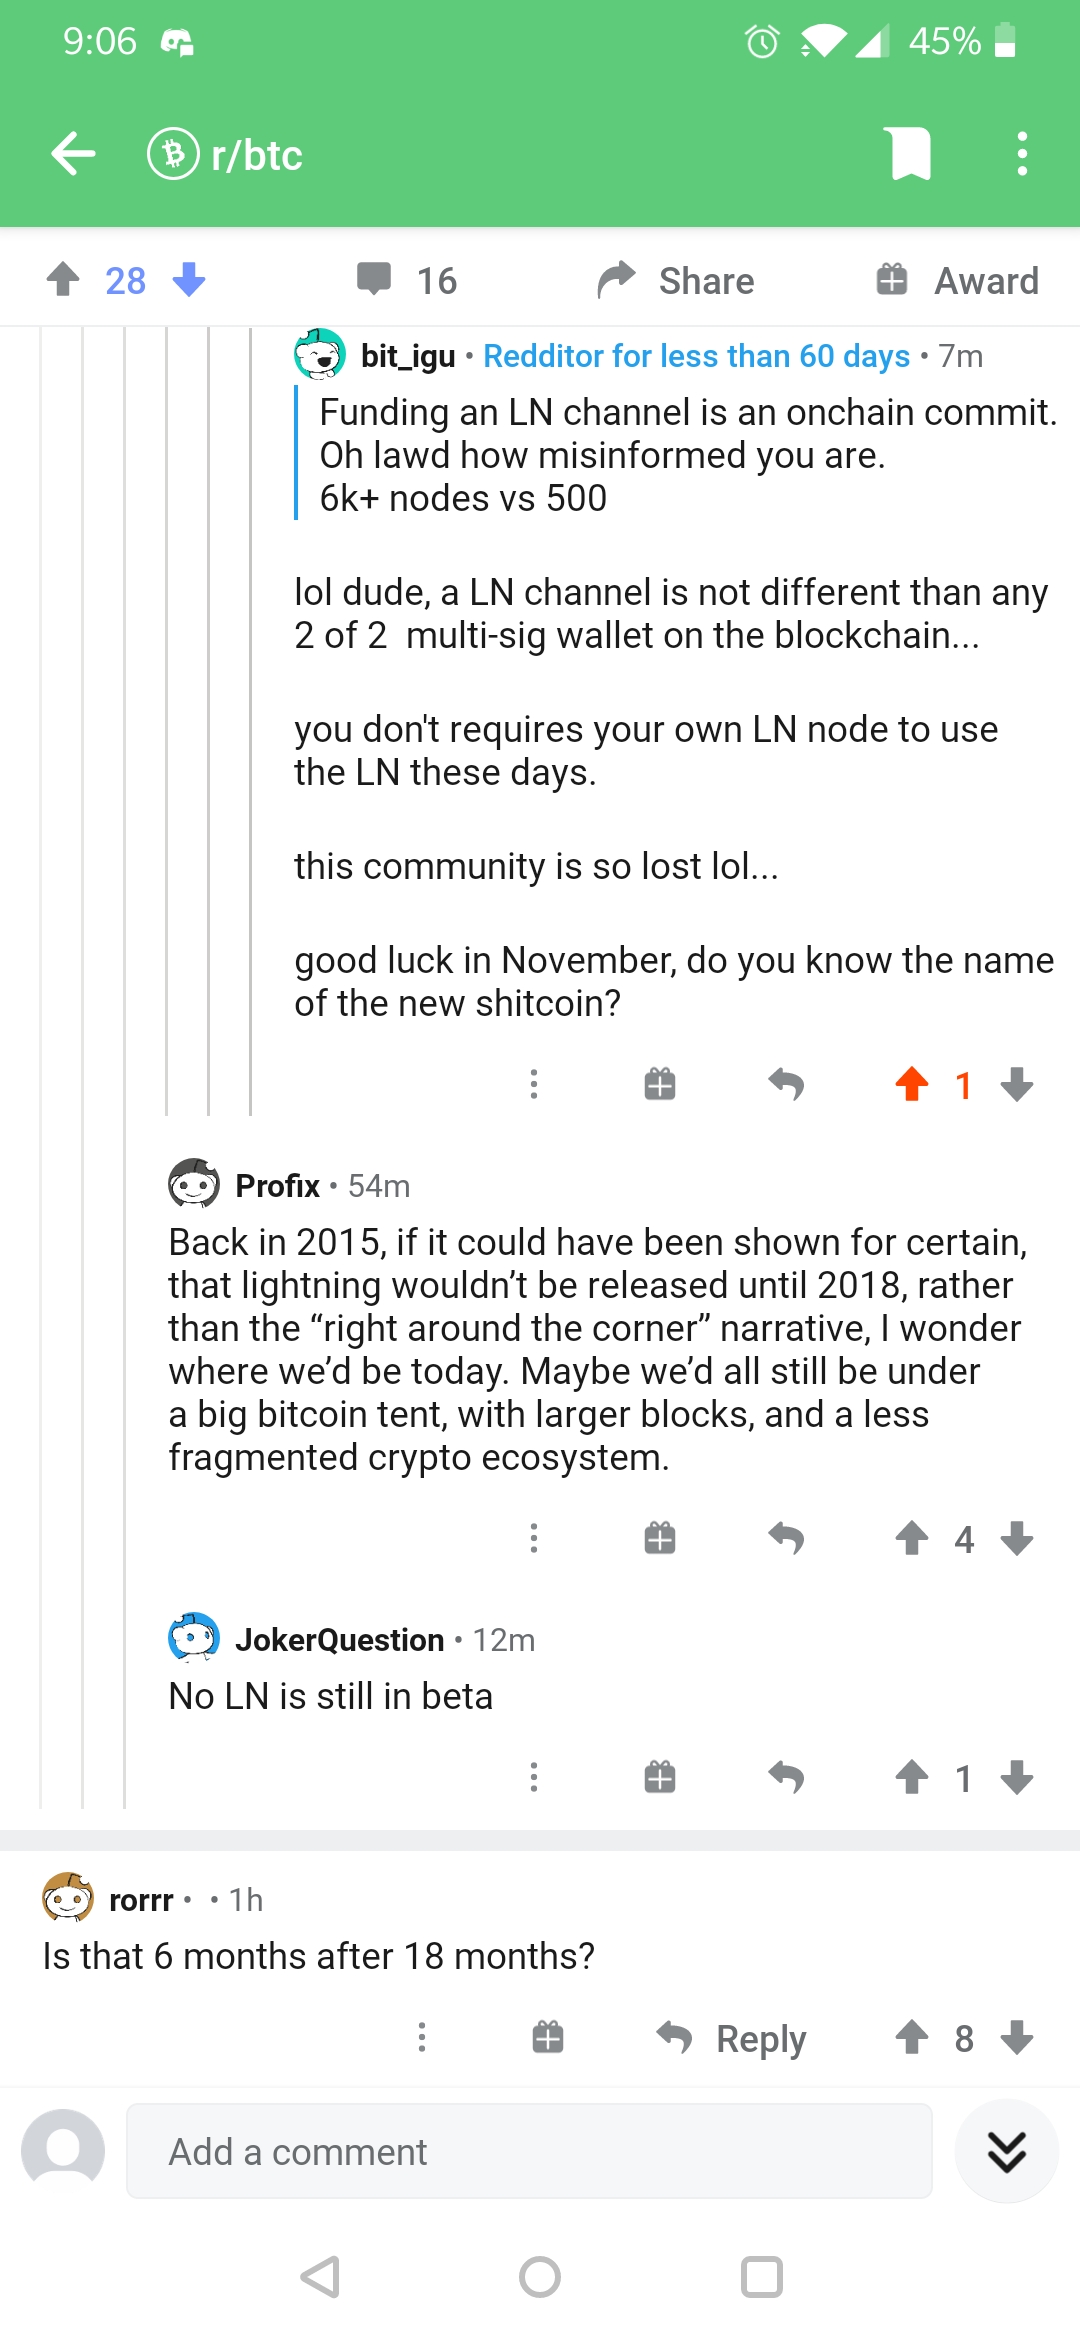 9:06
45%
r/btc
28
16
Share
Award
bit_igu • Redditor for less than 60 days • 7m
Funding an LN channel is an onchain commit.
Oh lawd how misinformed you are.
6k+ nodes vs 500
lol dude, a LN channel is not different than any
2 of 2  multi-sig wallet on the blockchain...
you don't requires your own LN node to use
the LN these days.
this community is so lost lol...
good luck in November, do you know the name
of the new shitcoin?
1
Profix • 54m
Back in 2015, if it could have been shown for certain,
that lightning wouldn’t be released until 2018, rather
than the “right around the corner” narrative, I wonder
where we’d be today. Maybe we’d all still be under
a big bitcoin tent, with larger blocks, and a less
fragmented crypto ecosystem.
4
JokerQuestion • 12m
No LN is still in beta
1
rorrr • • 1h
Is that 6 months after 18 months?
Reply
8
Add a comment